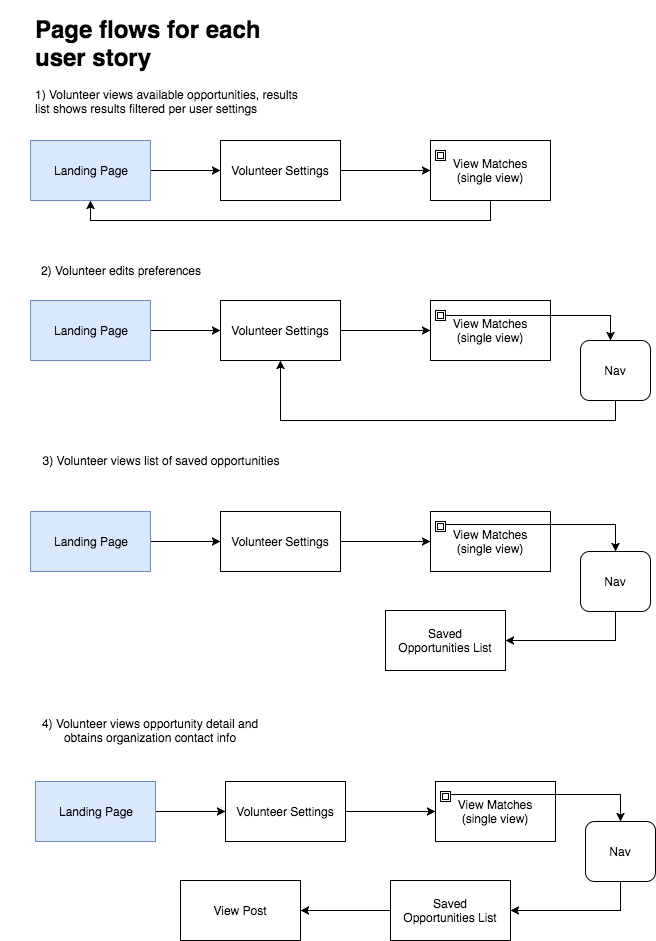 Page flows for each
user story
1) Volunteer views available opportunities, results
list shows results filtered per user settings
Landing Page
Volunteer Settings
View Matches
(single view)
2) Volunteer edits preferences
Landing Page
Volunteer Settings
View Matches
(single view)
Nav
3) Volunteer views list of saved opportunities
Landing Page
Volunteer Settings
View Matches
(single view)
Nav
Saved
Opportunities List
4) Volunteer views opportunity detail and
obtains organization contact info
Landing Page
Volunteer Settings
View Matches
(single view)
Nav
View Post
Saved
Opportunities List